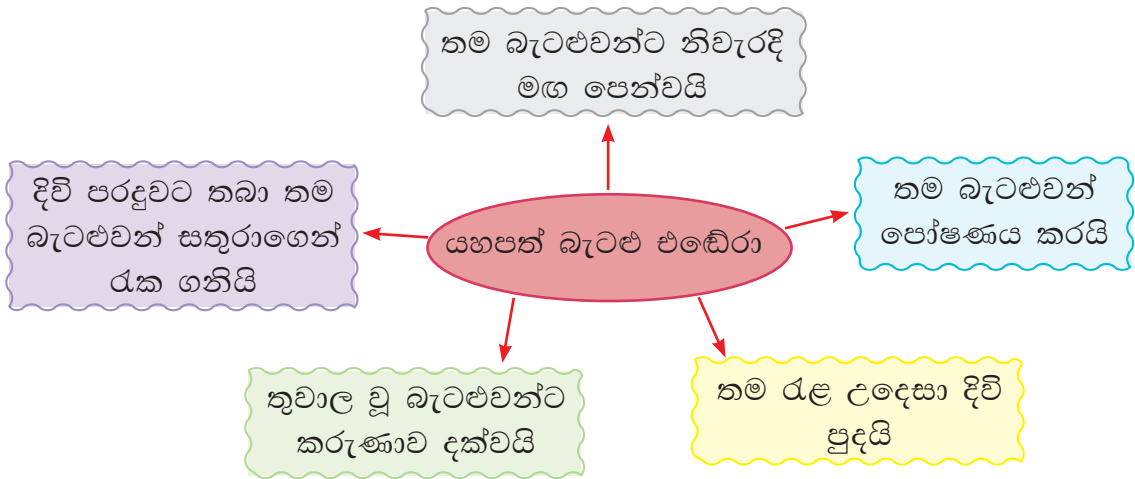 තම බැටළුවන්ට නිවැරදි
මඟ පෙන්වයි
දිවි පරදුවට තබා තම
බැටළුවන් සතුරාගෙන්
රැක ගනියි
යහපත් බැටළු එඬේරා
තම බැටළුවන්
පෝෂණය කරයි
තුවාල වූ බැටළුවන්ට
කරුණාව දක්වයි
තම රැළ උදෙසා දිවි
පුදයි